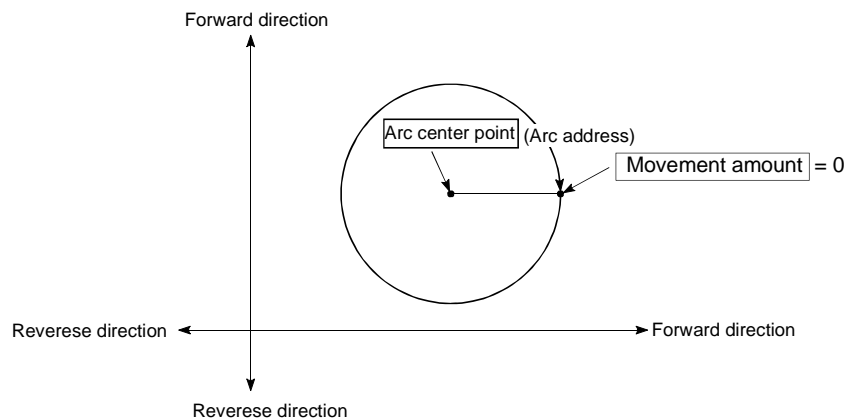 Forward direction
Arc center point (Arc address)
Movement amount = 0
Reverese direction
Forward direction
Reverese direction